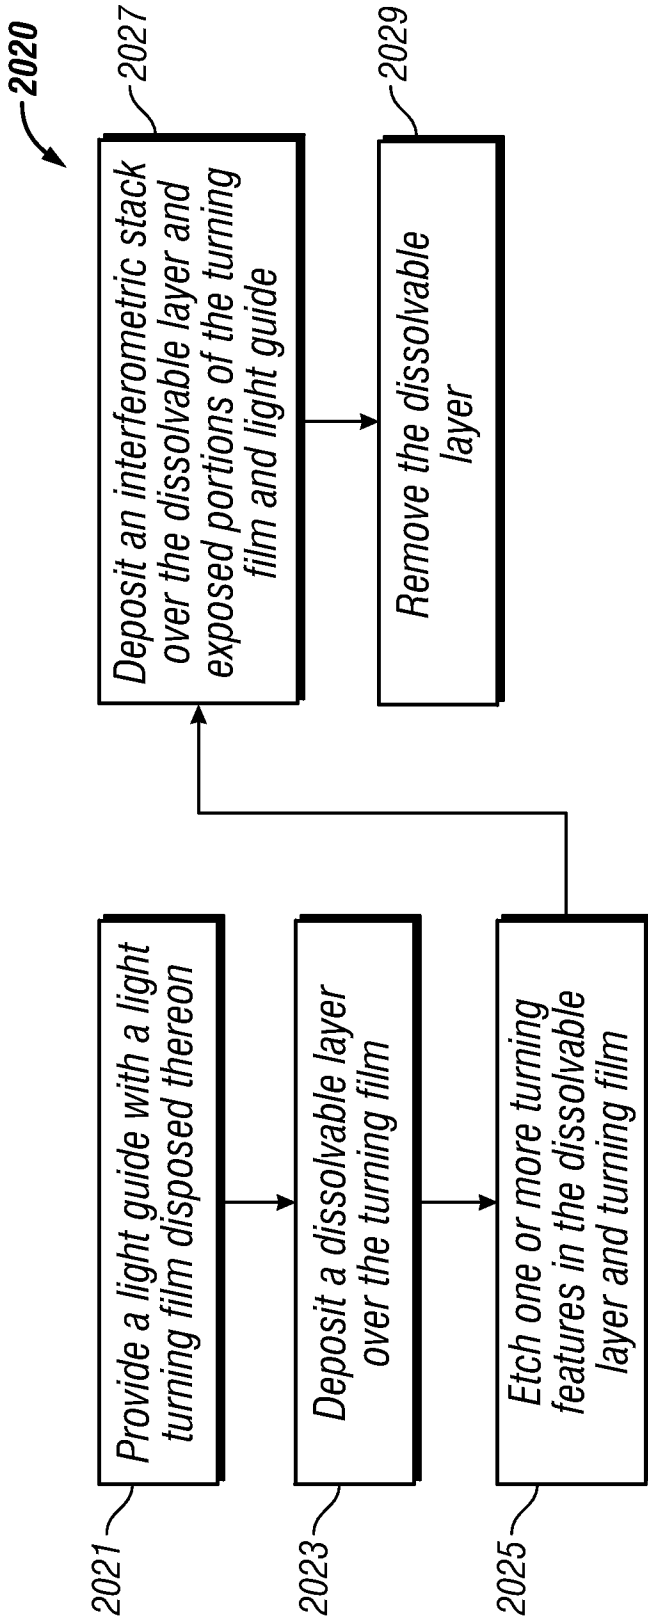 2020
2021
Provide a light guide with a light
turning film disposed thereon
2023
Deposit a dissolvable layer
over the turning film
2025
Etch one or more turning
features in the dissolvable
layer and turning film
2027
Deposit an interferometric stack
over the dissolvable layer and
exposed portions of the turning
film and light guide
2029
Remove the dissolvable
layer